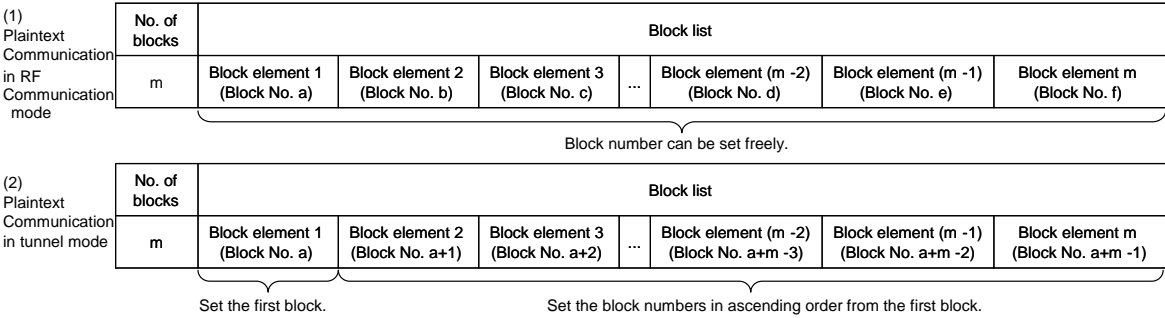 (1)
Plaintext
Communication
in RF
Communication
mode
No. of
blocks
Block list
m
Block element 1
(Block No. a)
Block element 2
(Block No. b)
Block element 3
(Block No. c)
...
Block element (m -2)
(Block No. d)
Block element (m -1)
(Block No. e)
Block element m
(Block No. f)
Block number can be set freely.
(2)
Plaintext
Communication
in tunnel mode
No. of
blocks
Block list
m
Block element 1
(Block No. a)
Block element 2
(Block No. a+1)
Block element 3
(Block No. a+2)
...
Block element (m -2)
(Block No. a+m -3)
Block element (m -1)
(Block No. a+m -2)
Block element m
(Block No. a+m -1)
Set the first block.
Set the block numbers in ascending order from the first block.